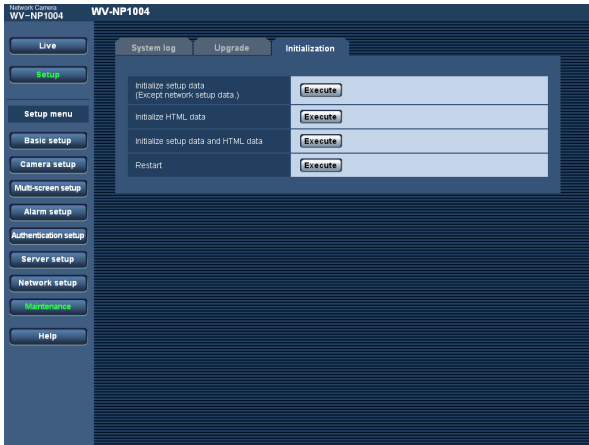 Network Camera
WV-NP1004
WV-NP1004
Live
Setup
Setup menu
Basic setup
Camera setup
Multi-screen setup
Alarm setup
Authentication setup
Server setup
Network setup
Maintenance
Help
System log
Upgrade
Initialization
Initialize setup data
(Except network setup data.)
Execute
Initialize HTML data
Execute
Initialize setup data and HTML data
Execute
Restart
Execute